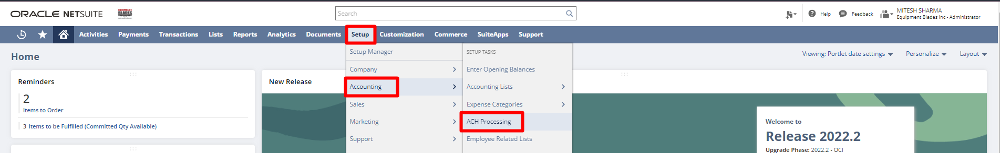 ORACLE NETSUITE
EQUIPMENT
BLADES
Search
Help
Feedback
MITESH SHARMA
Equipment Blades Inc - Administrator
Activities Payments Transactions Lists Reports Analytics Documents Setup Customization Commerce SuiteApps Support
Home
Viewing: Portlet date settings Personalize Layout
Setup Manager
Company
Accounting
Sales
Marketing
Support
SETUP TASKS
Enter Opening Balances
Accounting Lists
Expense Categories
ACH Processing
Employee Related Lists
Reminders
2
Items to Order
3 Items to be Fulfilled (Committed Qty Available)
New Release
Welcome to
Release 2022.2
Upgrade Phase: 2022.2 - OCI